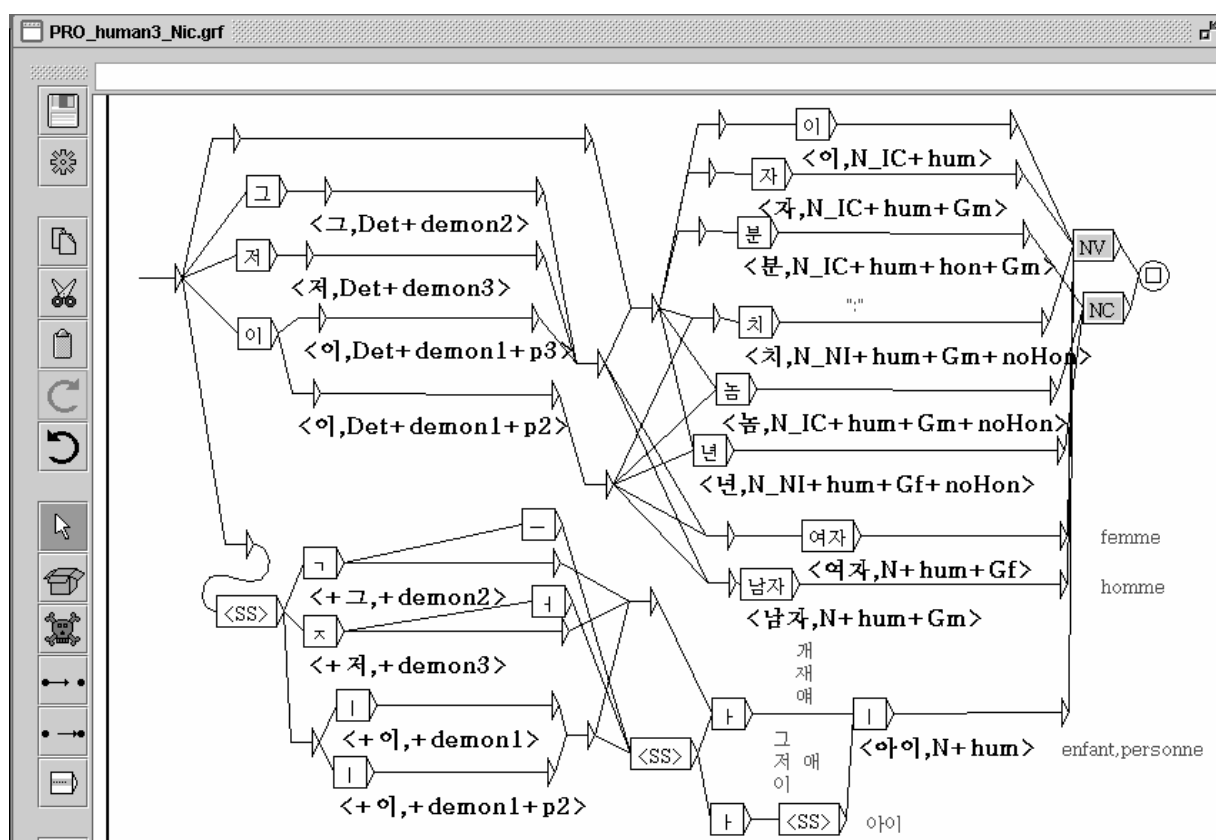 PRO_human3_Nic.grf
이
<이,N_IC+hum>
자
<자,N_IC+hum+Gm>
그
<그,Det+demon2>
분
<분,N_IC+hum+hon+Gm>
저
<저,Det+demon3>
NV
NC
":"
이
치
<이,Det+demon1+p3>
<치,N_NI+hum+Gm+noHon>
놈
<이,Det+demon1+p2>
<놈,N_IC+hum+Gm+noHon>
년
<년,N_NI+hum+Gf+noHon>
ㅡ
여자
femme
ㄱ
<여자,N+hum+Gf>
<+그,+demon2>
남자
homme
<SS>
ㅓ
ㅈ
<남자,N+hum+Gm>
<+저,+demon3>
개
재
얘
ㅣ
ㅏ
ㅣ
<+이,+demon1>
<SS>
그
저 애
이
<아이,N+hum>
enfant,personne
ㅣ
<+이,+demon1+p2>
ㅏ
<SS>
아이